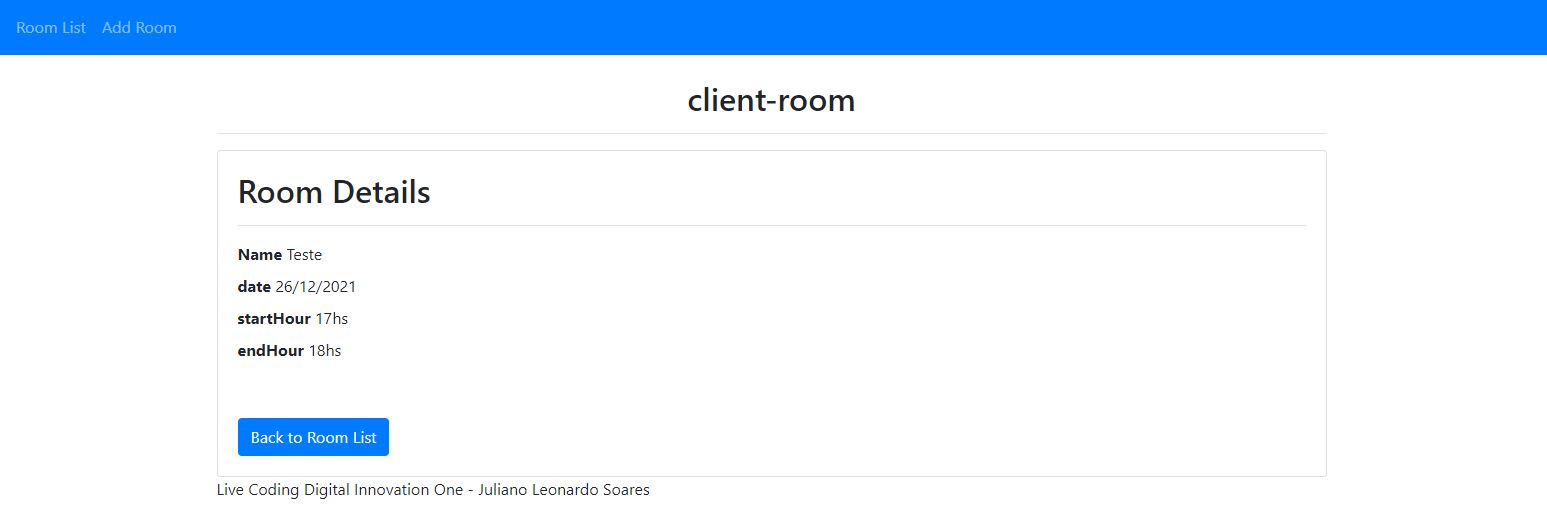 Room List Add Room
client-room
Room Details
Name Teste
date 26/12/2021
startHour 17hs
endHour 18hs
Back to Room List
Live Coding Digital Innovation One - Juliano Leonardo Soares